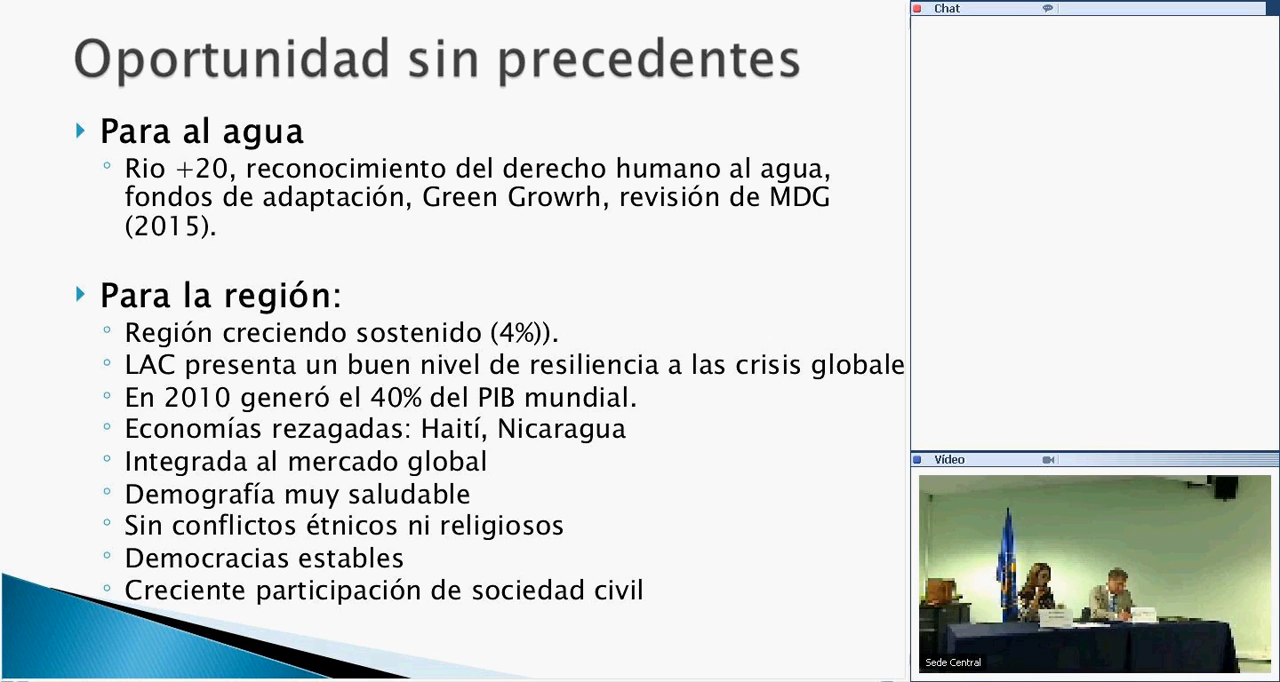 Oportunidad sin precedentes
Para al agua
Rio +20, reconocimiento del derecho humano al agua,
fondos de adaptación, Green Growrh, revisión de MDG
(2015).
Para la región:
Región creciendo sostenido (4%)).
LAC presenta un buen nivel de resiliencia a las crisis globale
En 2010 generó el 40% del PIB mundial.
Economías rezagadas: Haití, Nicaragua
Integrada al mercado global
Demografía muy saludable
Sin conflictos étnicos ni religiosos
Democracias estables
Creciente participación de sociedad civil
Chat
Vídeo
Sede Central